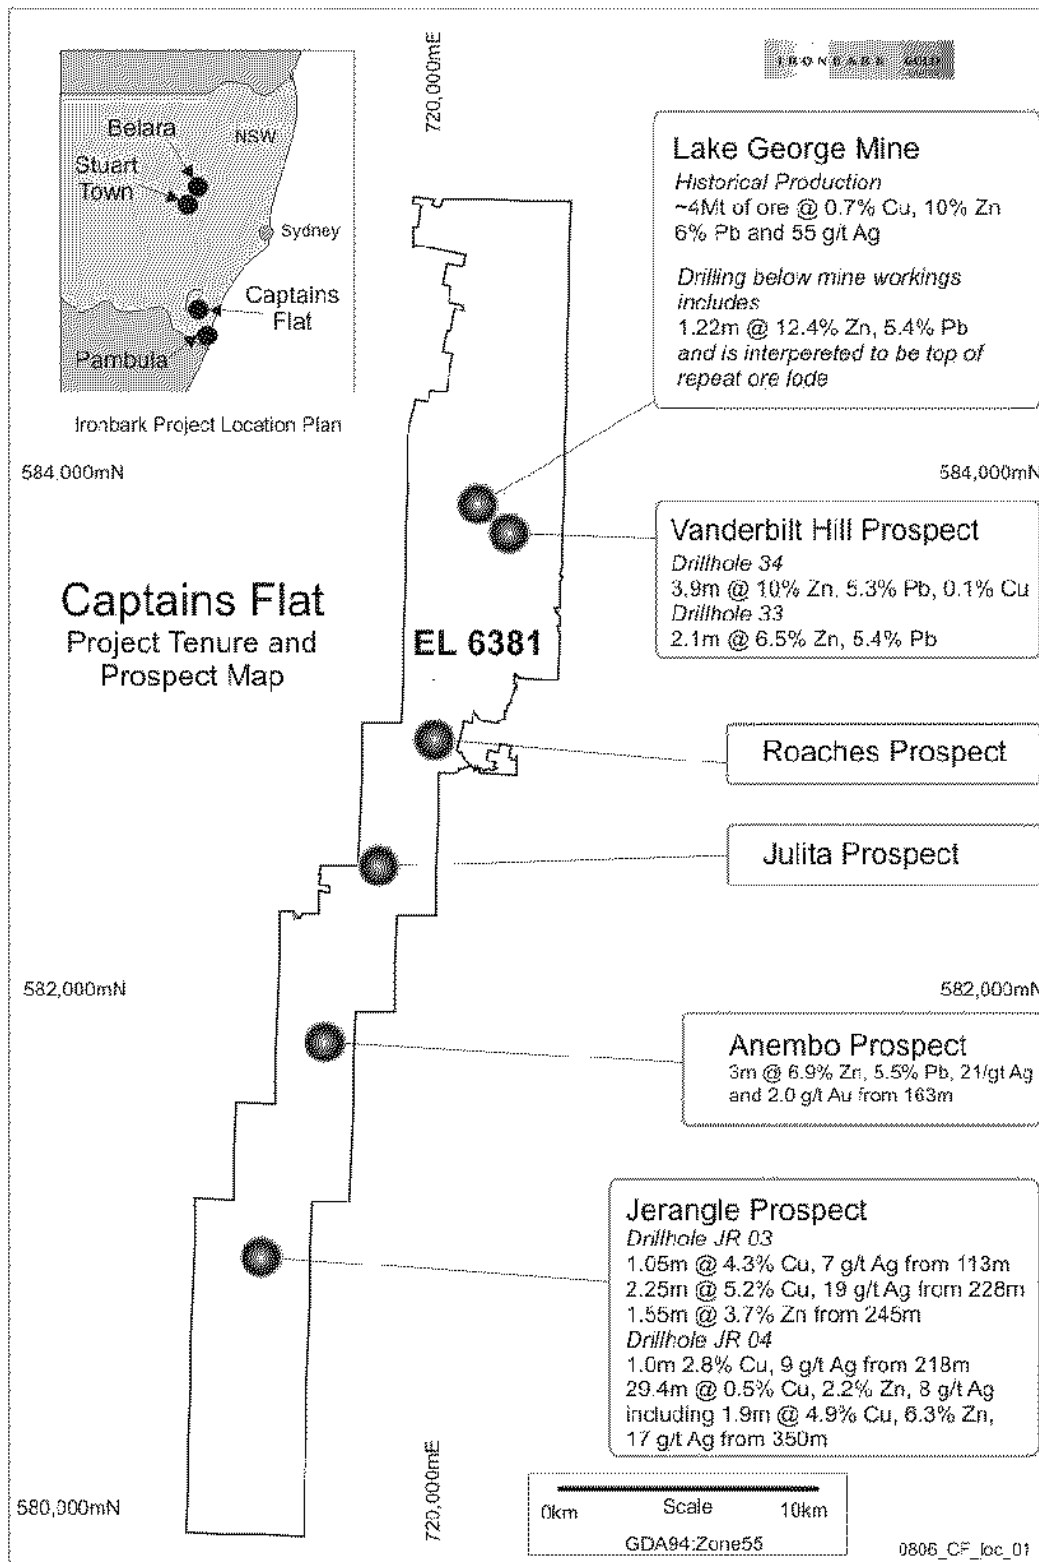 720,000mE
IRONBARK GOLD
Belara
NSW
Stuart
Town
Sydney
Captains
Flat
Pambula
Ironbark Project Location Plan
Lake George Mine
Historical Production
~4Mt of ore @ 0.7% Cu, 10% Zn
6% Pb and 55 g/t Ag
Drilling below mine workings
includes
1.22m @ 12.4% Zn, 5.4% Pb
and is interpereted to be top of
repeat ore lode
584,000mN
584,000mN
Vanderbilt Hill Prospect
Drillhole 34
3.9m @ 10% Zn, 5.3% Pb, 0.1% Cu
Drillhole 33
2.1m @ 6.5% Zn, 5.4% Pb
Captains Flat
Project Tenure and
Prospect Map
EL 6381
Roaches Prospect
Julita Prospect
582,000mN
582,000mN
Anembo Prospect
3m @ 6.9% Zn, 5.5% Pb, 21/gt Ag
and 2.0 g/t Au from 163m
Jerangle Prospect
Drillhole JR 03
1.05m @ 4.3% Cu, 7 g/t Ag from 113m
2.25m @ 5.2% Cu, 19 g/t Ag from 228m
1.55m @ 3.7% Zn from 245m
Drillhole JR 04
1.0m 2.8% Cu, 9 g/t Ag from 218m
29.4m @ 0.5% Cu, 2.2% Zn, 8 g/t Ag
including 1.9m @ 4.9% Cu, 6.3% Zn,
17 g/t Ag from 350m
580,000mN
720,000mE
0km Scale 10km
GDA94:Zone55
0806_CF_loc_01